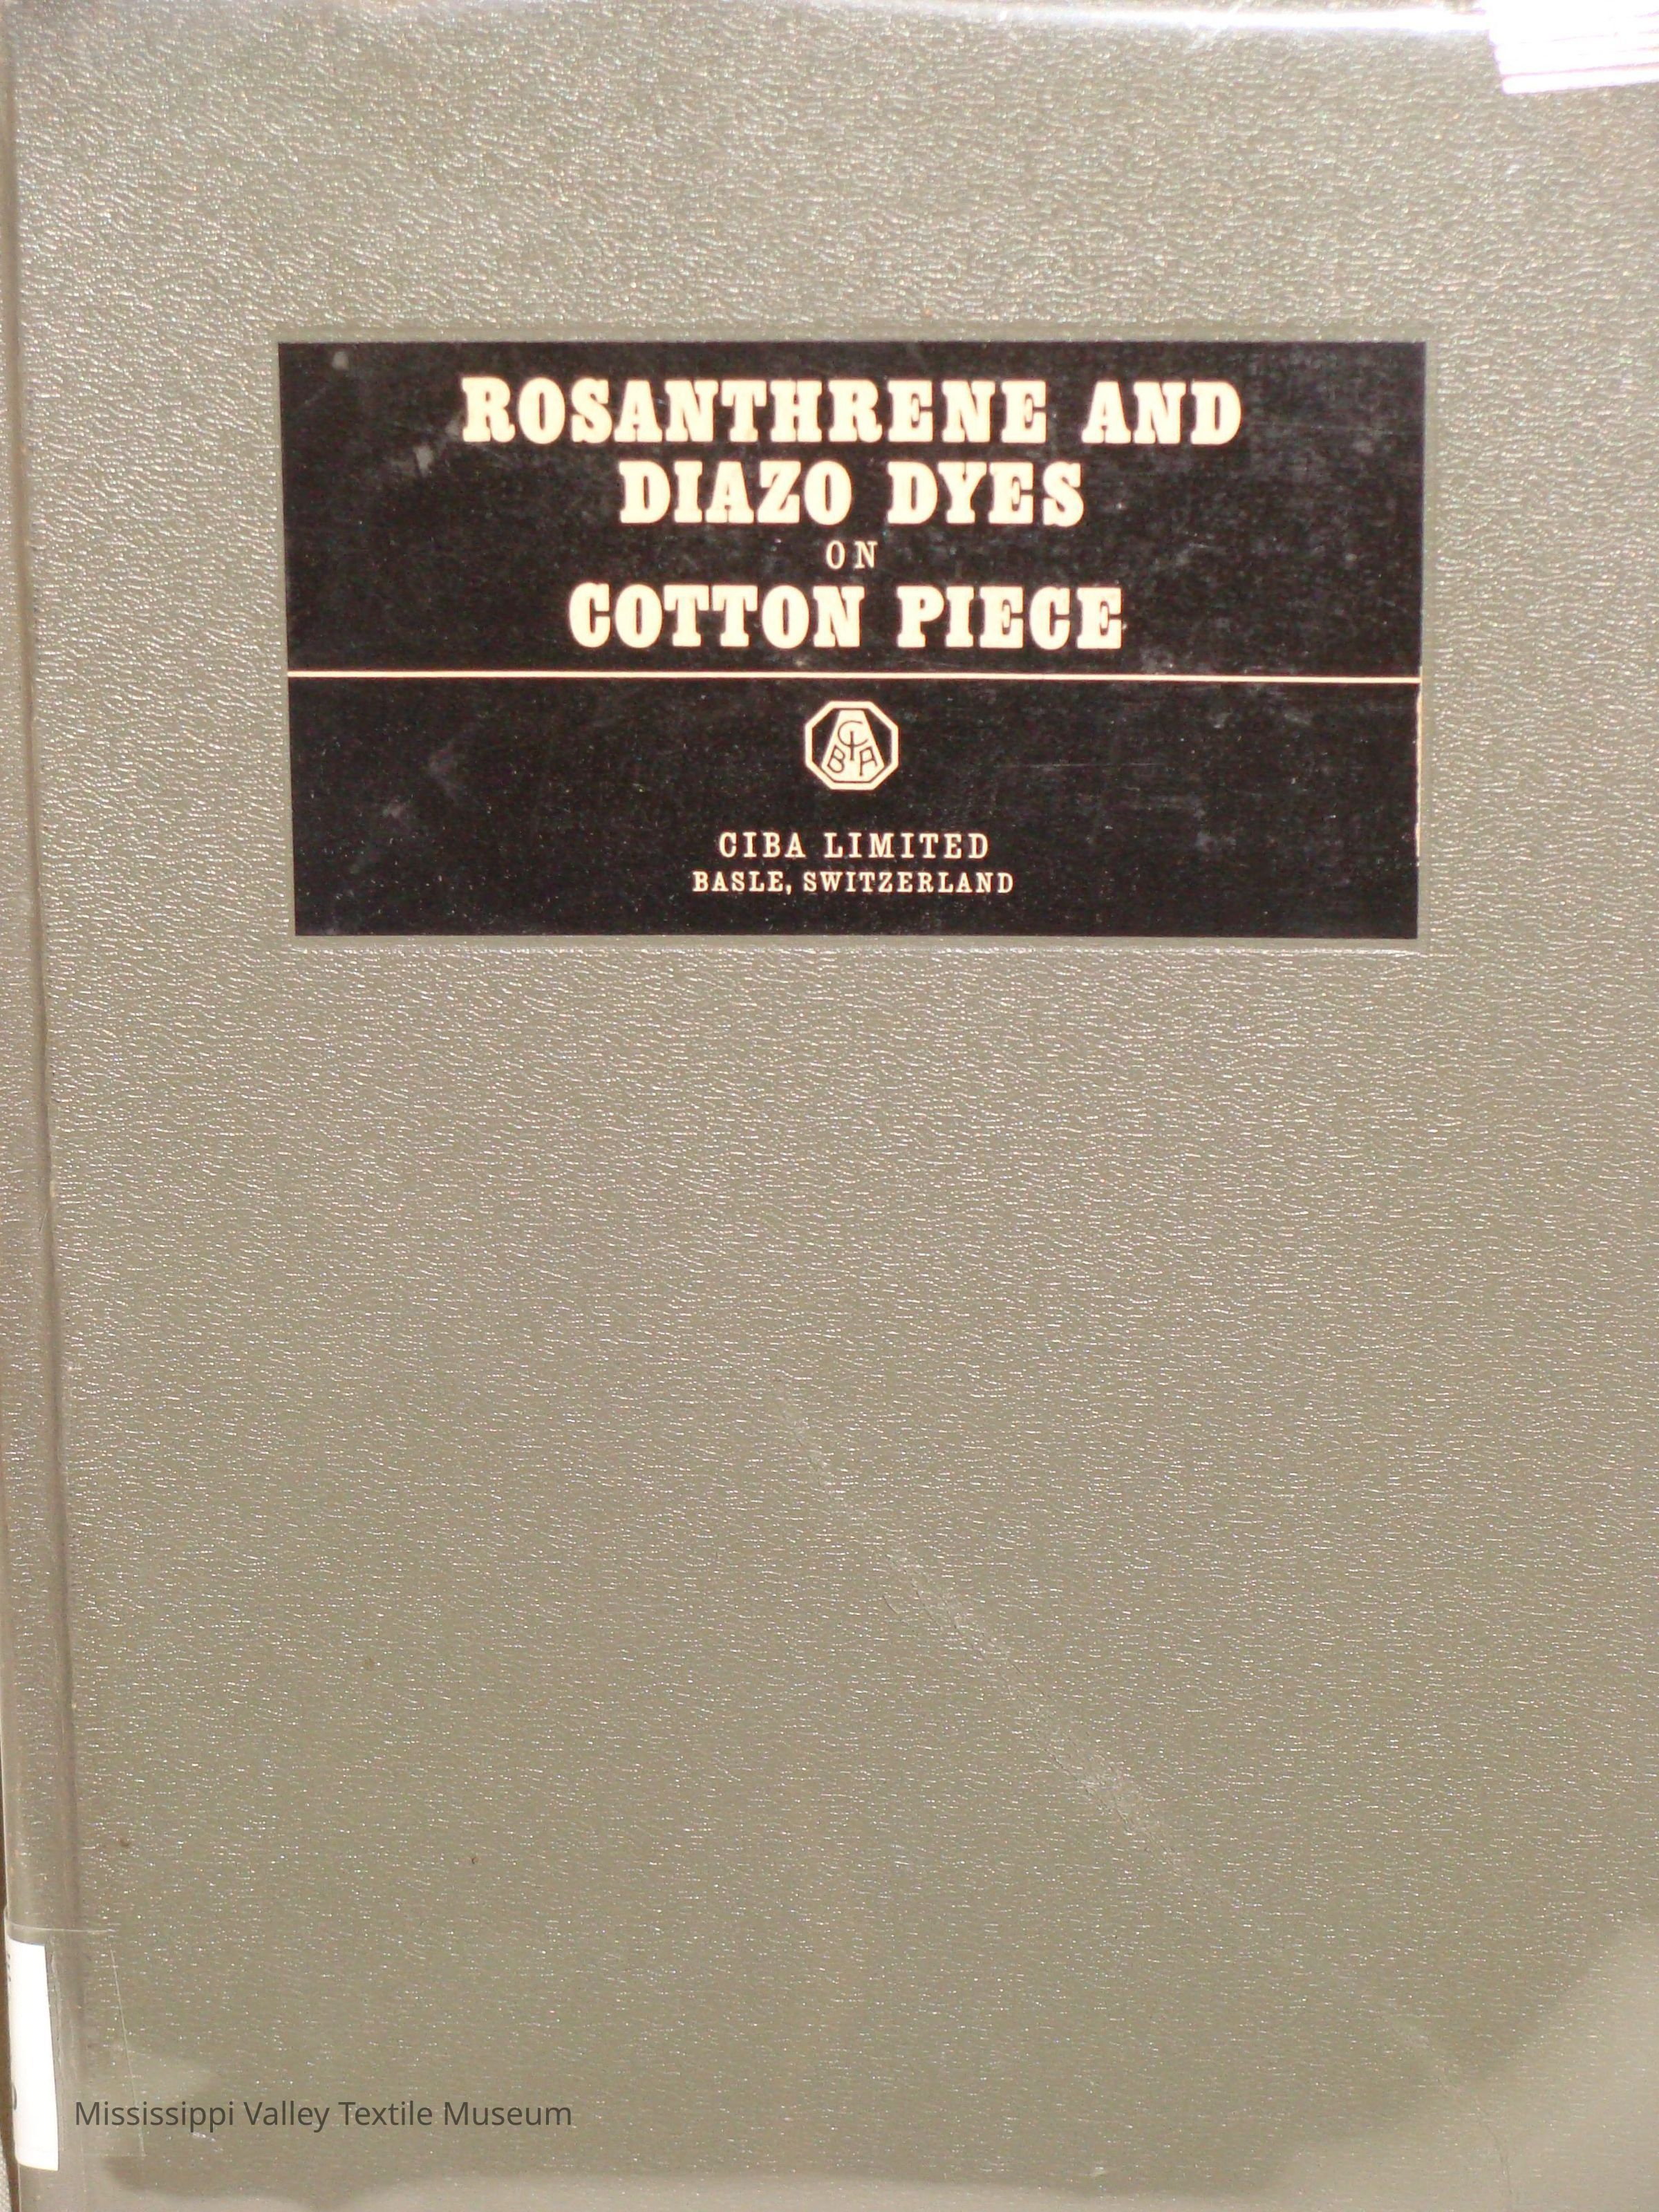 ROSANTHRENE AND
DIAZO DYES
ON
COTTON PIECE
CIBA
CIBA LIMITED
BASLE, SWITZERLAND
Mississippi Valley Textile Museum